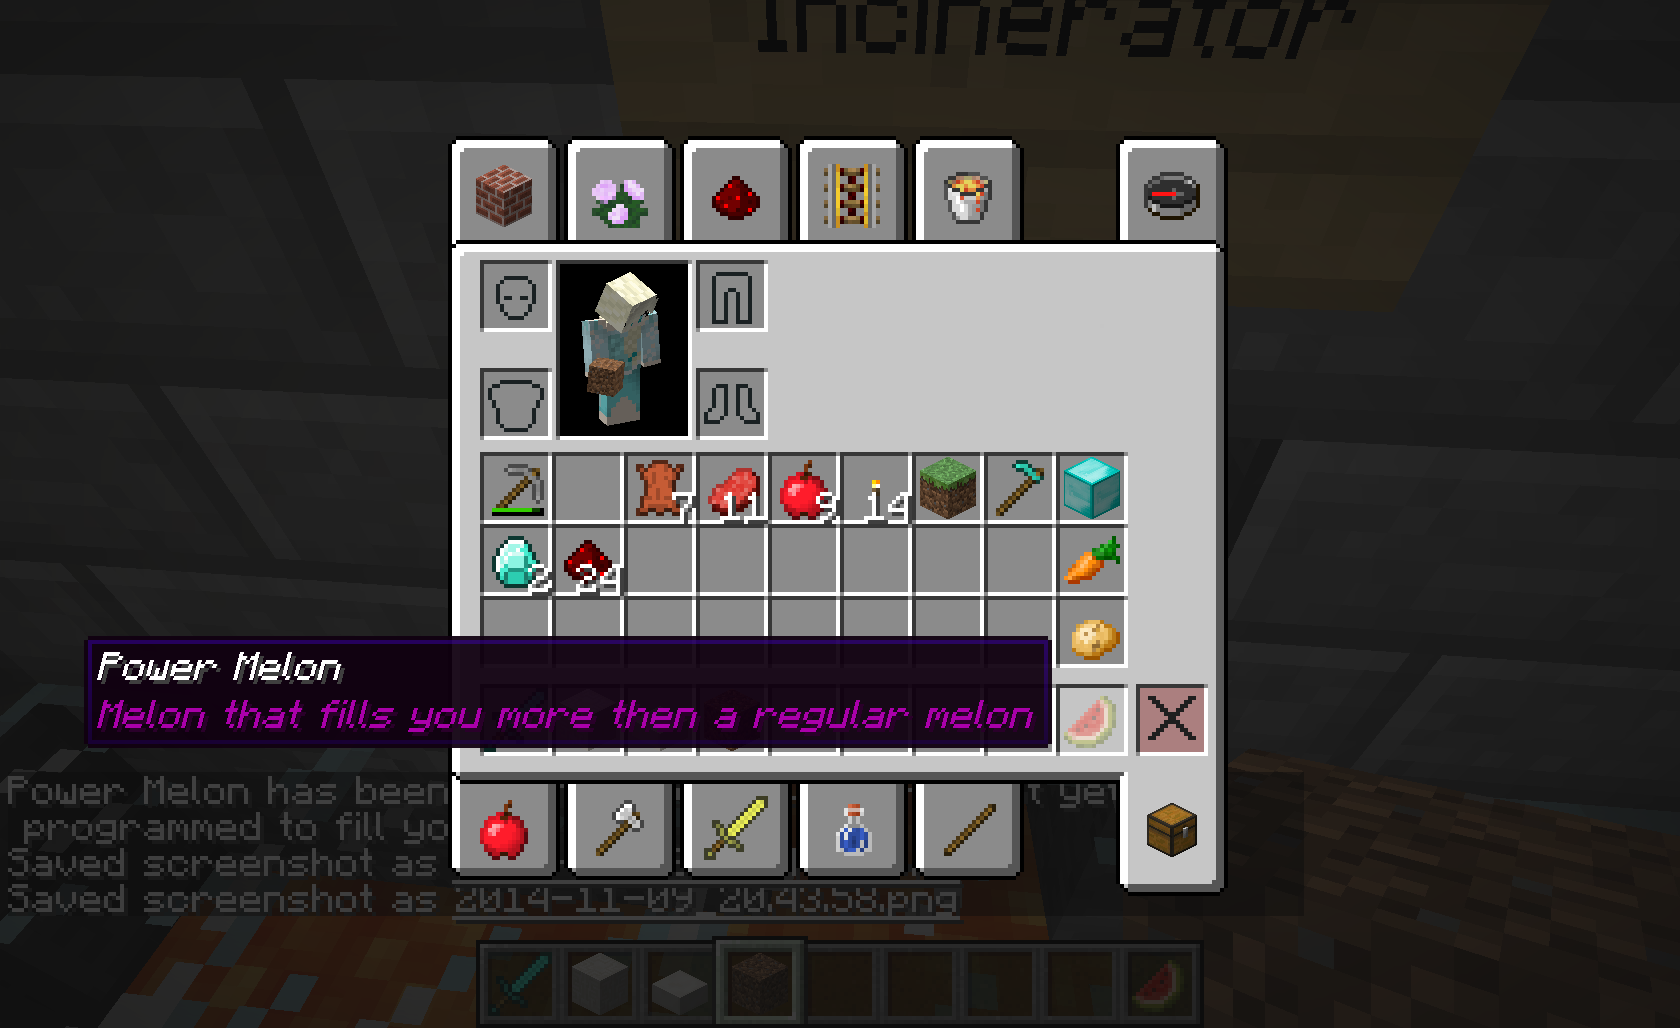 Incinerator
7
11
9
14
2
24
Power Melon
Melon that fills you more then a regular melon
Power Melon has been t yet
programmed to fill yo
Saved screenshot as
Saved screenshot as 2014-11-09_20.43.58.png